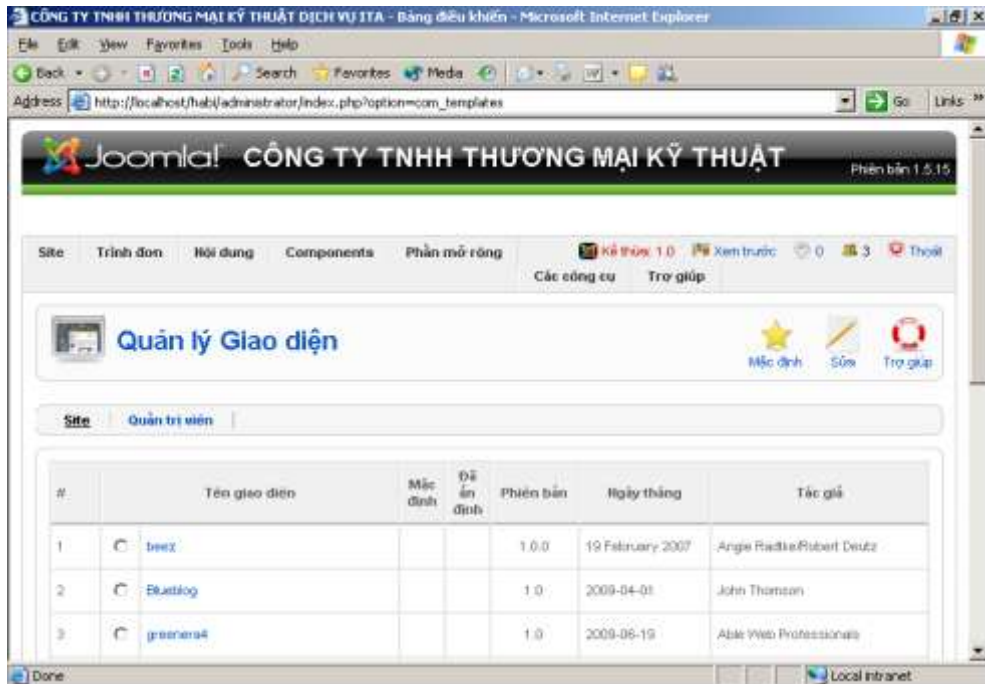 CÔNG TY TNHH THƯƠNG MẠI KỸ THUẬT DỊCH VỤ ITA - Bảng điều khiển - Microsoft Internet Explorer
File Edit View Favorites Tools Help
Back Search Favorites Media
Address http://localhost/habi/administrator/index.php?option=com_templates Go Links »
Joomla! CÔNG TY TNHH THƯƠNG MẠI KỸ THUẬT Phiên bản 1.5.15
Site Trình đơn Nội dung Components Phần mở rộng Kế thừa: 1.0 Xem trước 0 3 Thoát
Các công cụ Trợ giúp
Quản lý Giao diện
Mặc định Sửa Trợ giúp
Site Quản trị viên
# Tên giao diện Mặc định Đã ấn định Phiên bản Ngày tháng Tác giả
1 beez 1.0.0 19 February 2007 Angie Radtke/Robert Deutz
2 Blueblog 1.0 2009-04-01 John Thomson
3 greenera4 1.0 2009-06-19 Able Web Professionals
Done Local intranet